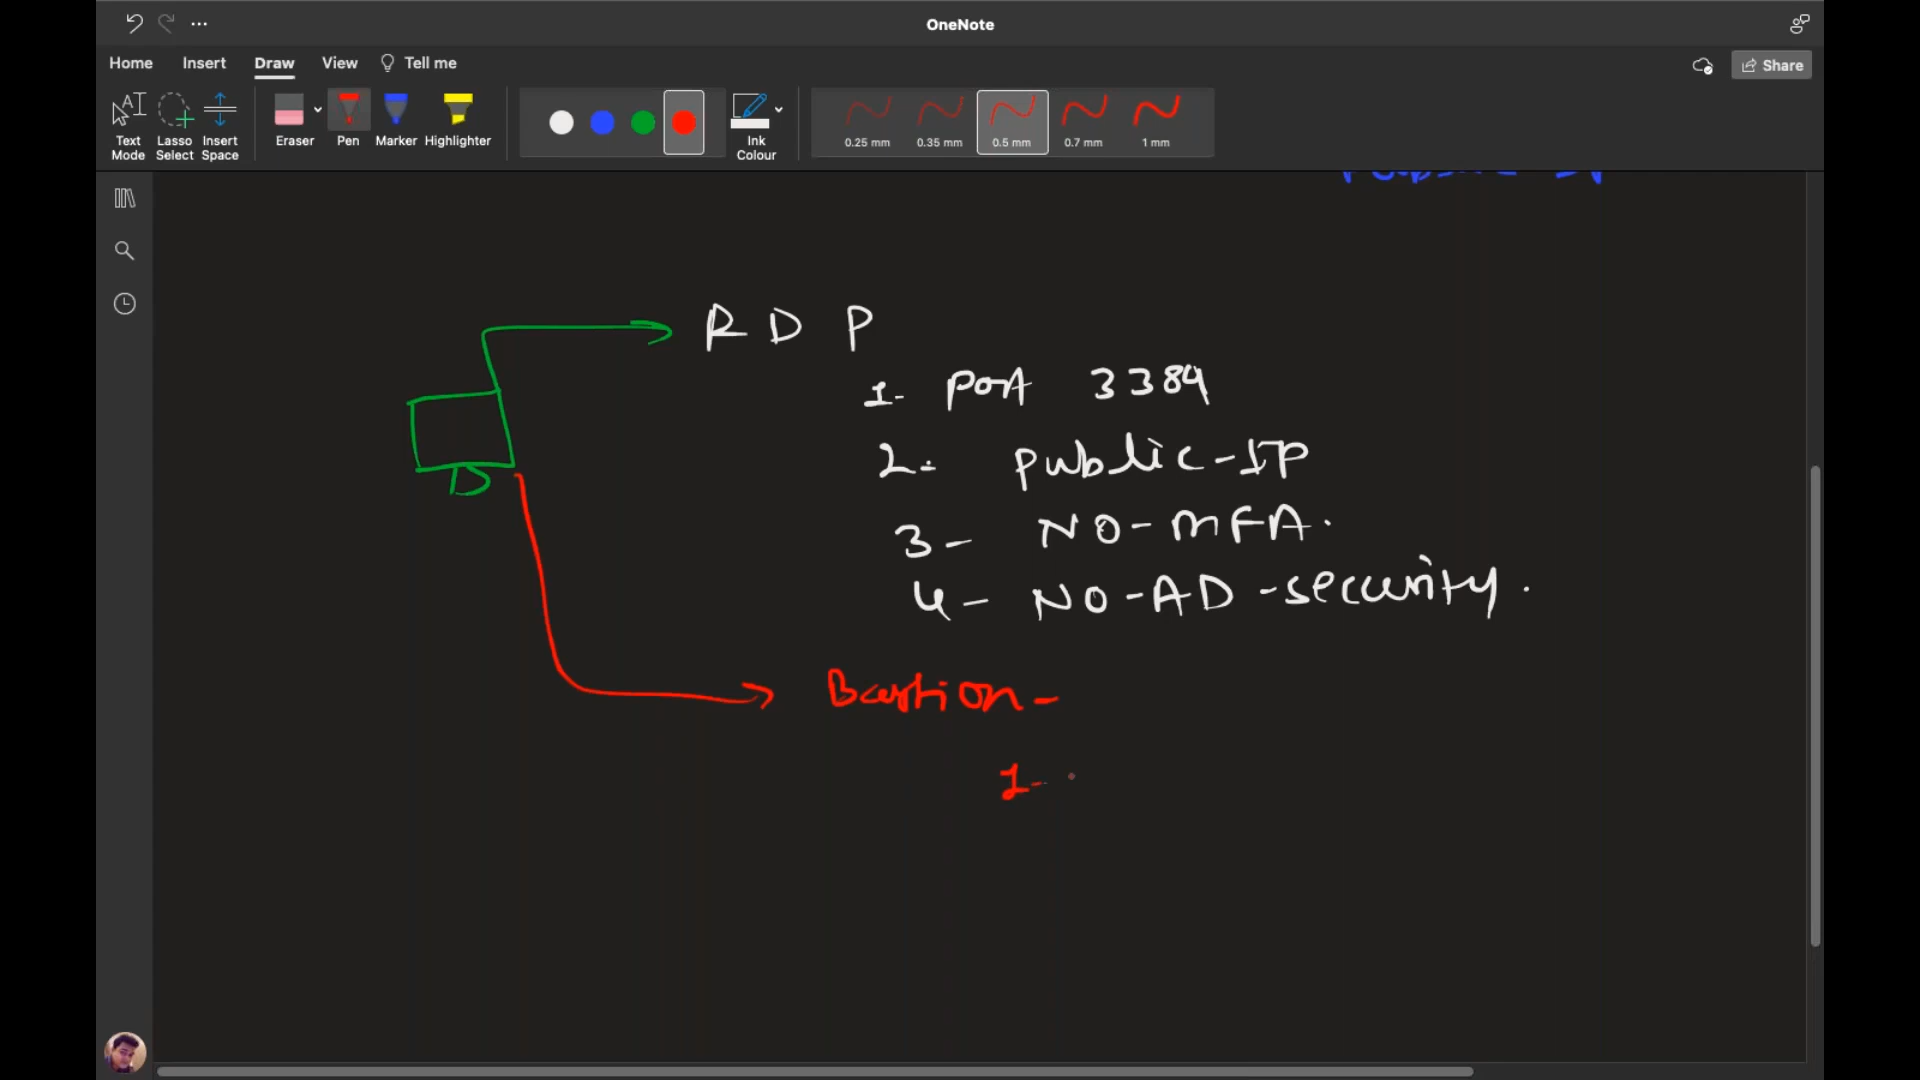 OneNote
Home Insert Draw View Tell me
Share
Text Mode
Lasso Select
Insert Space
Eraser
Pen
Marker
Highlighter
Ink Colour
0.25 mm
0.35 mm
0.5 mm
0.7 mm
1 mm
R D P
1- port 3389
2- public-IP
3- NO-MFA.
4- NO-AD-security.
Bastion-
1-